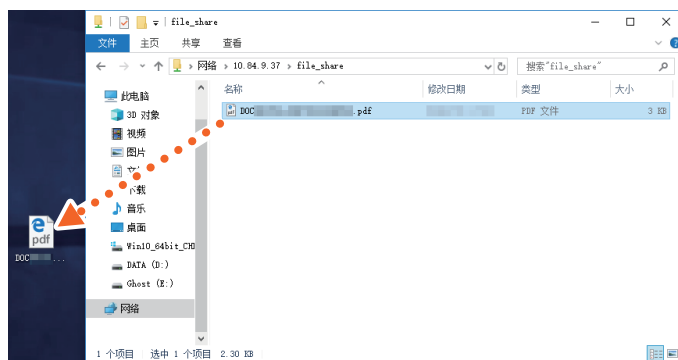 file_share
文件 主页 共享 查看
网络 › 10.84.9.37 › file_share
搜索"file_share"
名称 修改日期 类型 大小
DOC .pdf PDF 文件 3 KB
此电脑
3D 对象
视频
图片
下载
音乐
桌面
Win10_64bit_CHI
DATA (D:)
Ghost (E:)
网络
pdf
DOC ...
1 个项目 选中 1 个项目 2.30 KB